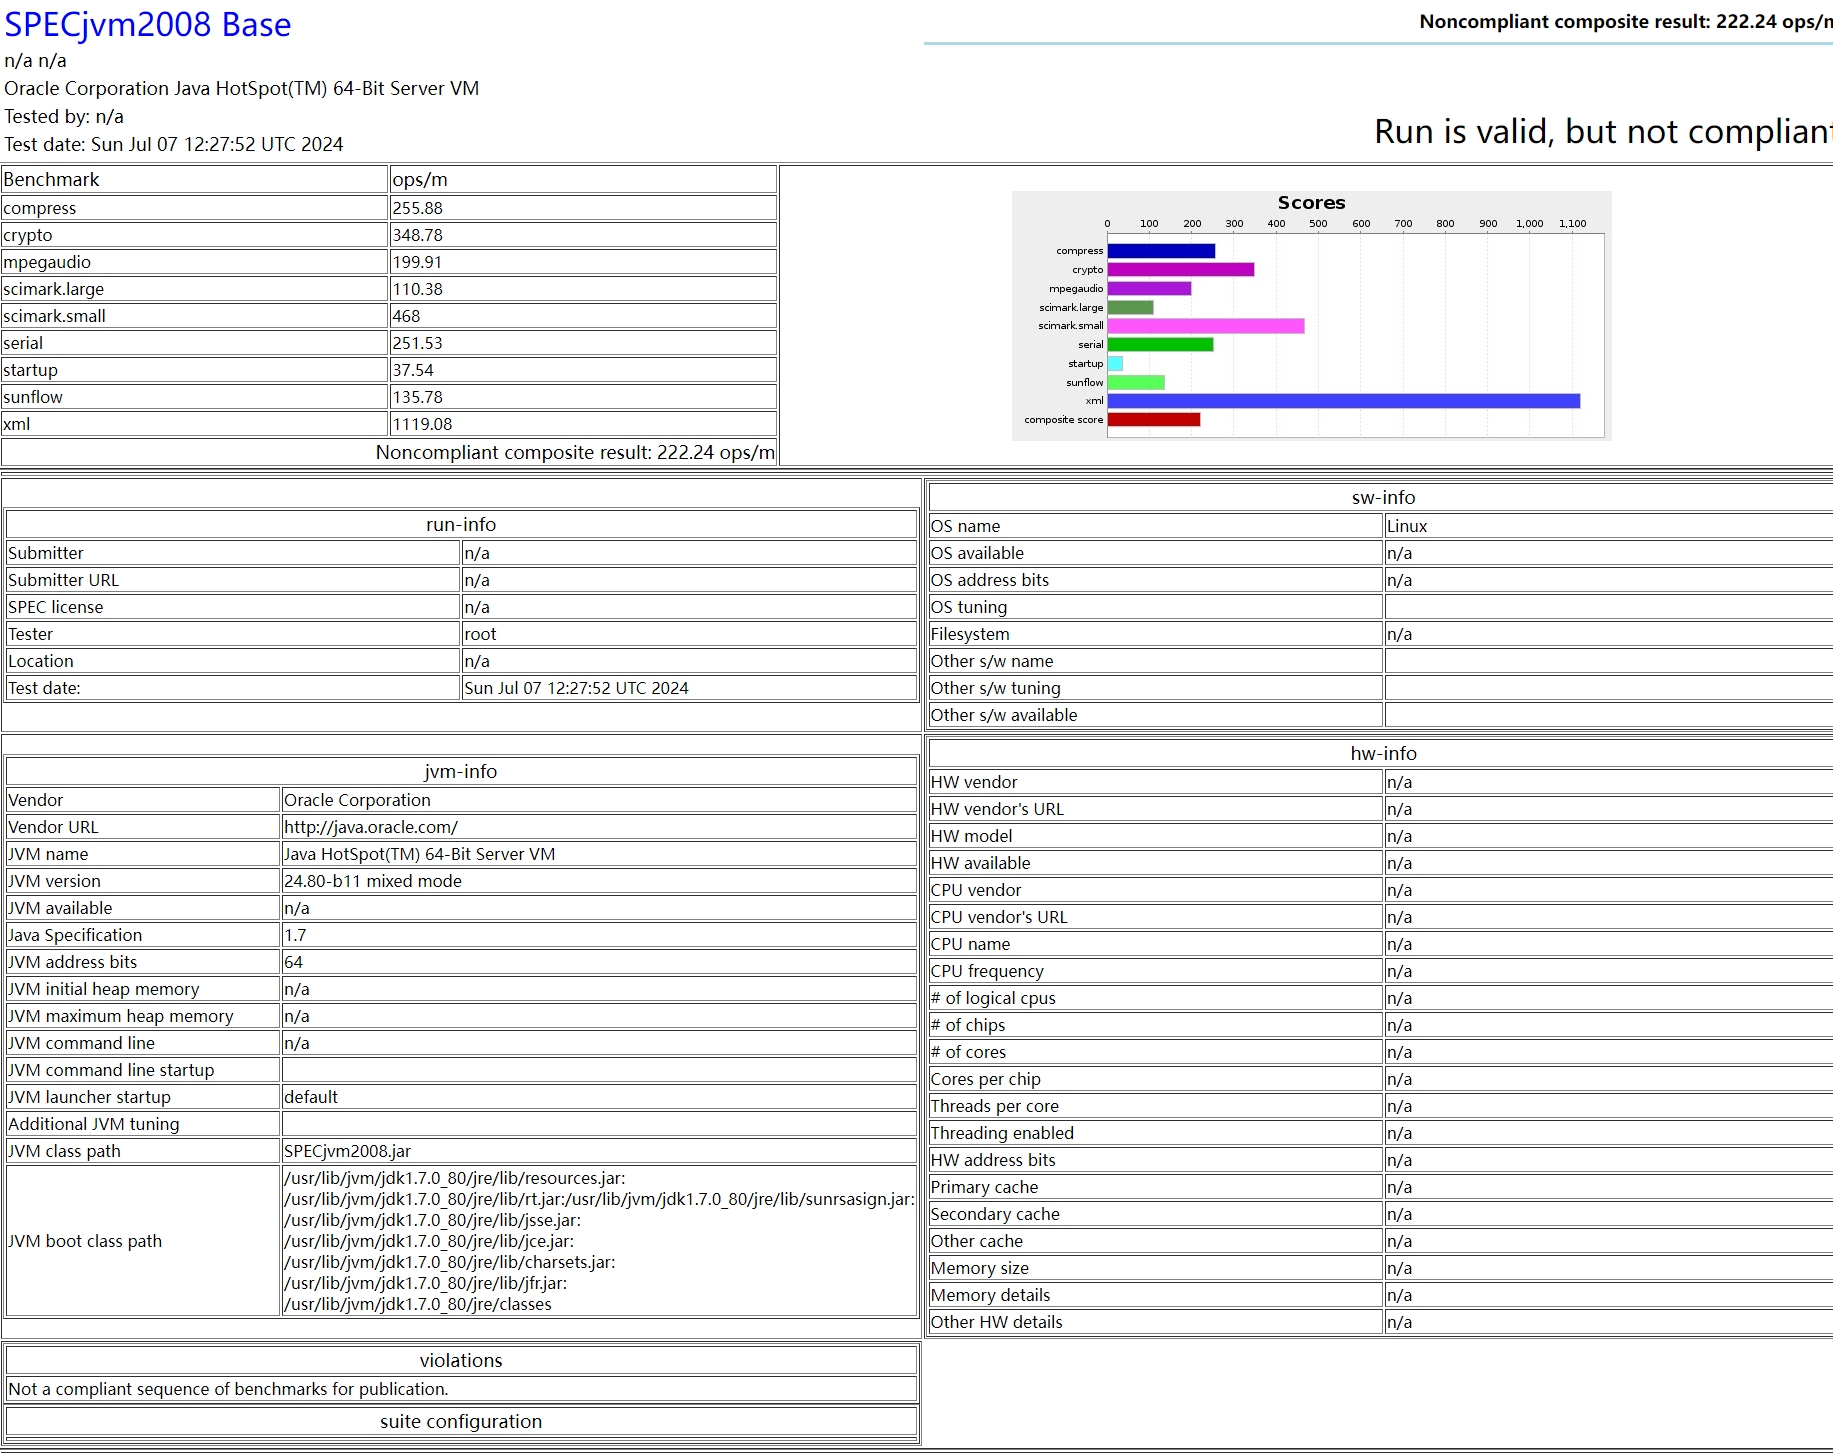 SPECjvm2008 Base
Noncompliant composite result: 222.24 ops/m
n/a n/a
Oracle Corporation Java HotSpot(TM) 64-Bit Server VM
Tested by: n/a
Test date: Sun Jul 07 12:27:52 UTC 2024
Run is valid, but not compliant
Benchmark ops/m
compress 255.88
crypto 348.78
mpegaudio 199.91
scimark.large 110.38
scimark.small 468
serial 251.53
startup 37.54
sunflow 135.78
xml 1119.08
Noncompliant composite result: 222.24 ops/m
Scores
0 100 200 300 400 500 600 700 800 900 1,000 1,100
compress
crypto
mpegaudio
scimark.large
scimark.small
serial
startup
sunflow
xml
composite score
run-info
Submitter n/a
Submitter URL n/a
SPEC license n/a
Tester root
Location n/a
Test date: Sun Jul 07 12:27:52 UTC 2024
sw-info
OS name Linux
OS available n/a
OS address bits n/a
OS tuning
Filesystem n/a
Other s/w name
Other s/w tuning
Other s/w available
jvm-info
Vendor Oracle Corporation
Vendor URL http://java.oracle.com/
JVM name Java HotSpot(TM) 64-Bit Server VM
JVM version 24.80-b11 mixed mode
JVM available n/a
Java Specification 1.7
JVM address bits 64
JVM initial heap memory n/a
JVM maximum heap memory n/a
JVM command line n/a
JVM command line startup
JVM launcher startup default
Additional JVM tuning
JVM class path SPECjvm2008.jar
JVM boot class path
/usr/lib/jvm/jdk1.7.0_80/jre/lib/resources.jar:
/usr/lib/jvm/jdk1.7.0_80/jre/lib/rt.jar:/usr/lib/jvm/jdk1.7.0_80/jre/lib/sunrsasign.jar:
/usr/lib/jvm/jdk1.7.0_80/jre/lib/jsse.jar:
/usr/lib/jvm/jdk1.7.0_80/jre/lib/jce.jar:
/usr/lib/jvm/jdk1.7.0_80/jre/lib/charsets.jar:
/usr/lib/jvm/jdk1.7.0_80/jre/lib/jfr.jar:
/usr/lib/jvm/jdk1.7.0_80/jre/classes
hw-info
HW vendor n/a
HW vendor's URL n/a
HW model n/a
HW available n/a
CPU vendor n/a
CPU vendor's URL n/a
CPU name n/a
CPU frequency n/a
# of logical cpus n/a
# of chips n/a
# of cores n/a
Cores per chip n/a
Threads per core n/a
Threading enabled n/a
HW address bits n/a
Primary cache n/a
Secondary cache n/a
Other cache n/a
Memory size n/a
Memory details n/a
Other HW details n/a
violations
Not a compliant sequence of benchmarks for publication.
suite configuration